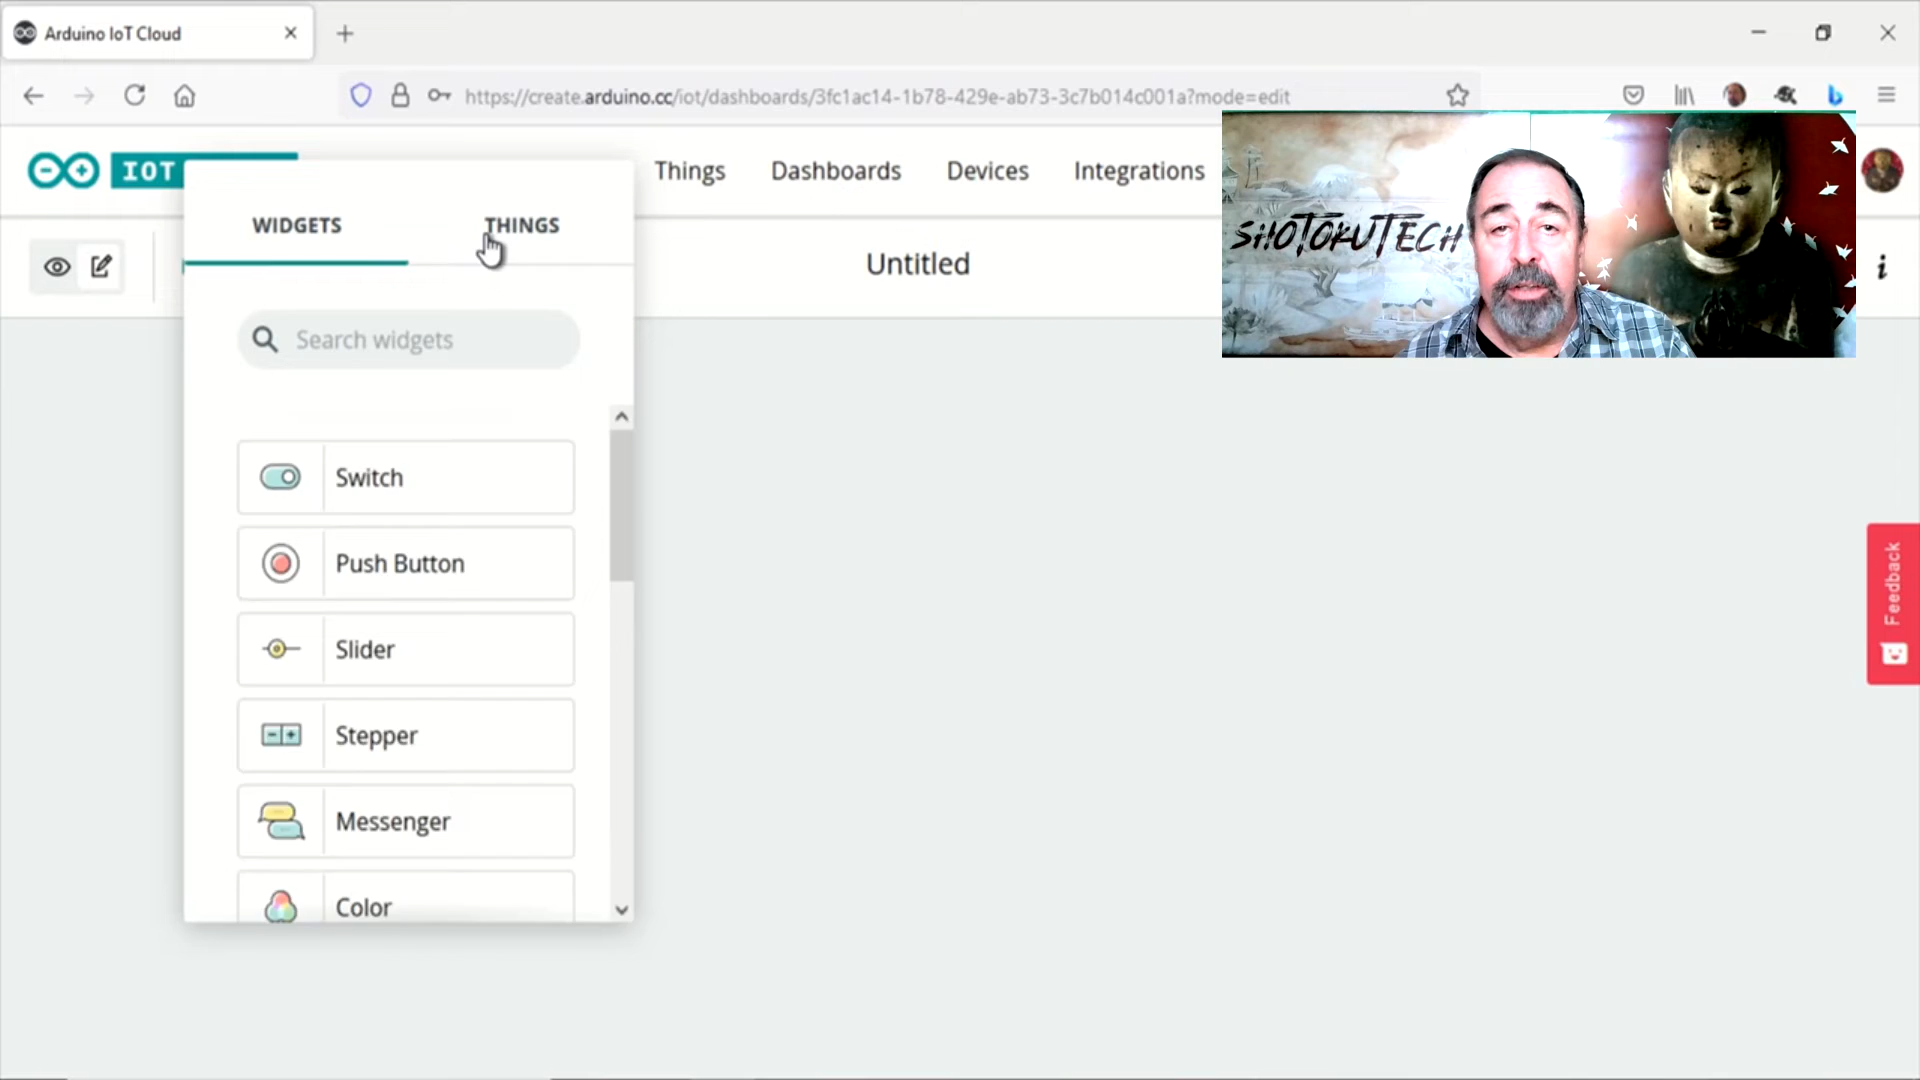 Arduino IoT Cloud
https://create.arduino.cc/iot/dashboards/3fc1ac14-1b78-429e-ab73-3c7b014c001a?mode=edit
IOT
Things
Dashboards
Devices
Integrations
WIDGETS
THINGS
Untitled
SHOTOKUTECH
Search widgets
Switch
Push Button
Slider
Stepper
Messenger
Color
Feedback